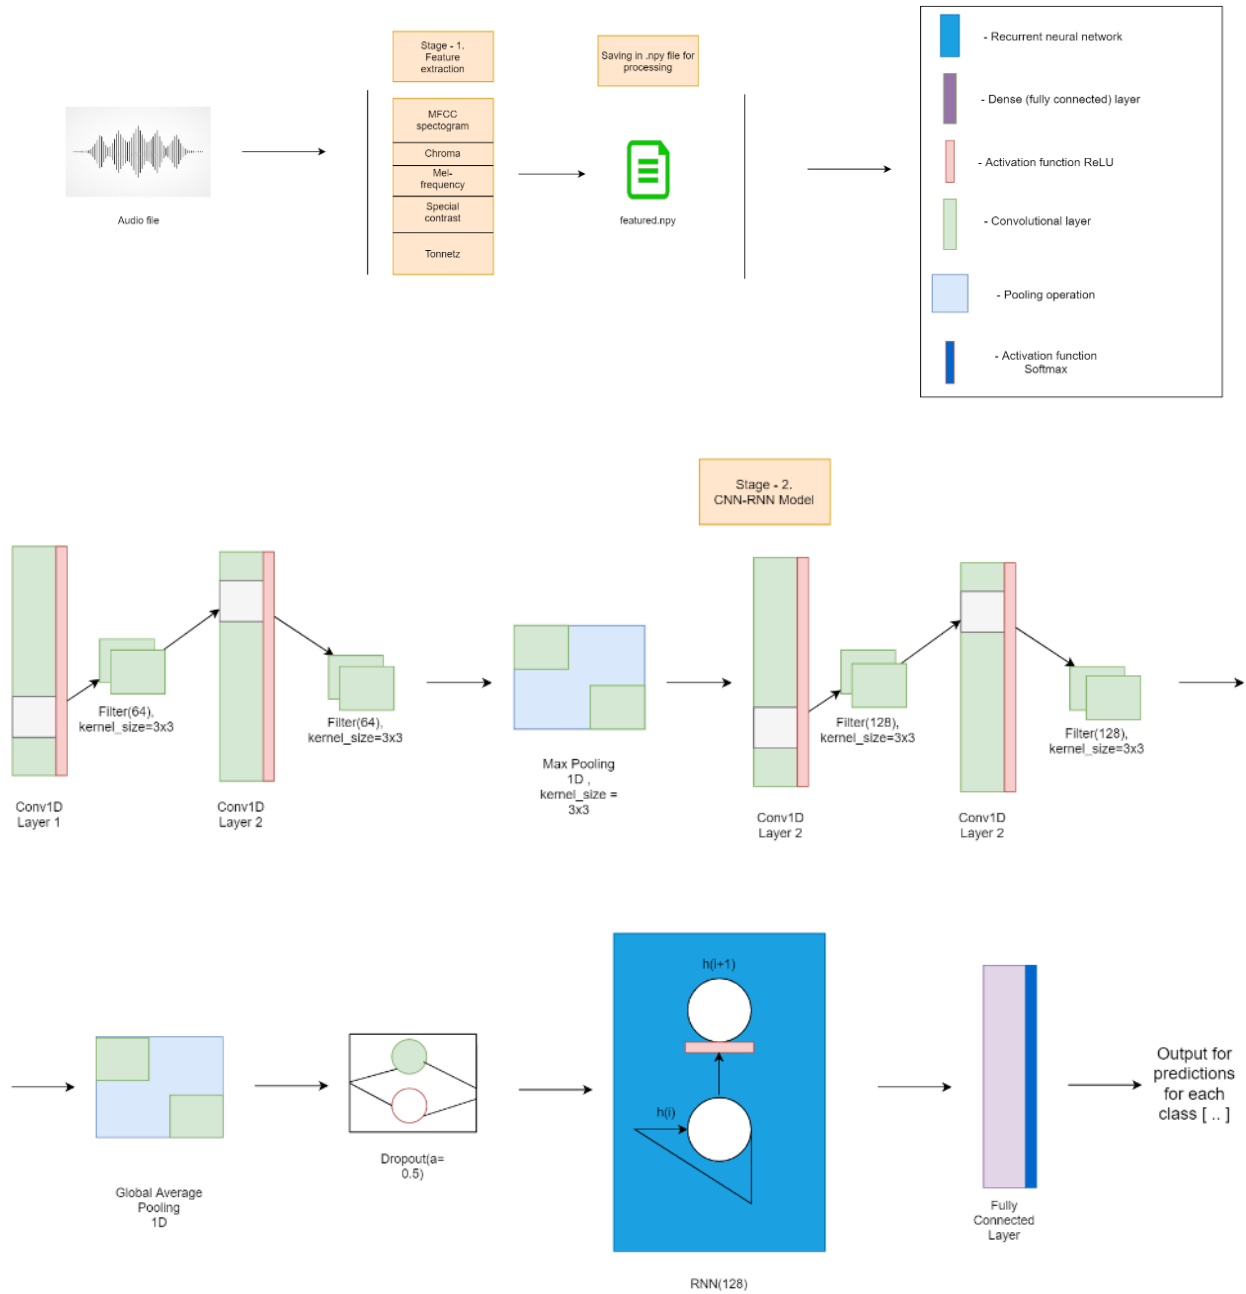 Stage - 1.
Feature
extraction
Saving in .npy file for
processing
Audio file
MFCC
spectogram
Chroma
Mel-
frequency
Special
contrast
Tonnetz
featured.npy
- Recurrent neural network
- Dense (fully connected) layer
- Activation function ReLU
- Convolutional layer
- Pooling operation
- Activation function
Softmax
Stage - 2.
CNN-RNN Model
Filter(64),
kernel_size=3x3
Conv1D
Layer 1
Filter(64),
kernel_size=3x3
Conv1D
Layer 2
Max Pooling
1D ,
kernel_size =
3x3
Filter(128),
kernel_size=3x3
Conv1D
Layer 2
Filter(128),
kernel_size=3x3
Conv1D
Layer 2
Global Average
Pooling
1D
Dropout(a=
0.5)
h(i+1)
h(i)
RNN(128)
Fully
Connected
Layer
Output for
predictions
for each
class [ .. ]